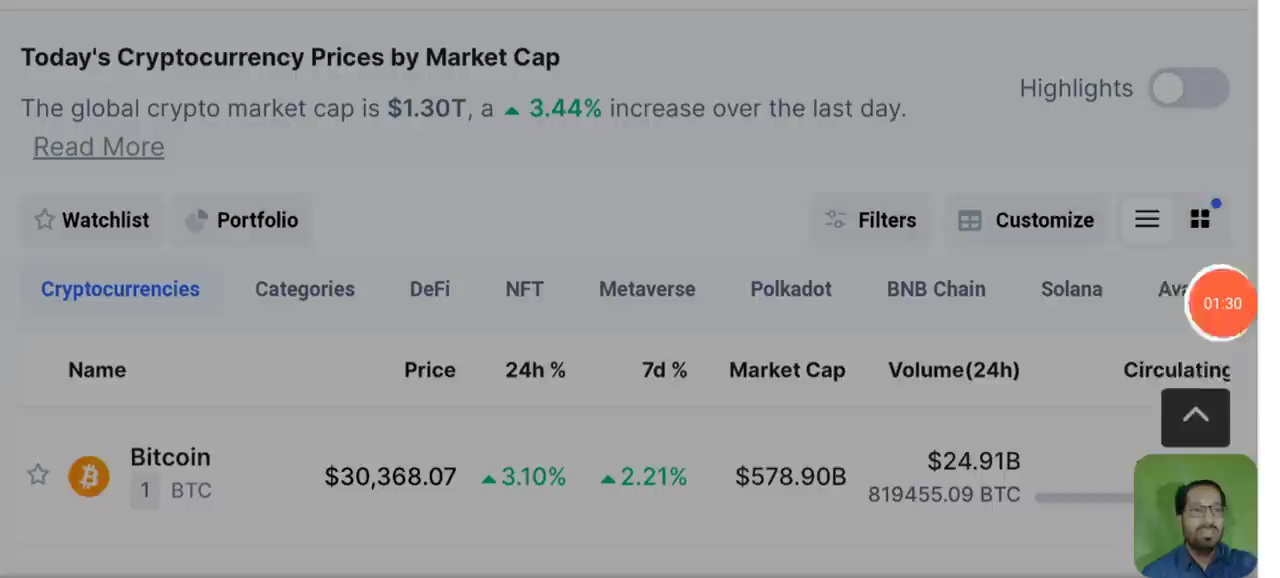 Today's Cryptocurrency Prices by Market Cap
The global crypto market cap is $1.30T, a 3.44% increase over the last day.
Read More
Highlights
Watchlist Portfolio Filters Customize
Cryptocurrencies Categories DeFi NFT Metaverse Polkadot BNB Chain Solana
01:30
Name Price 24h % 7d % Market Cap Volume(24h) Circulating
Bitcoin
1 BTC
$30,368.07 3.10% 2.21% $578.90B $24.91B
819455.09 BTC